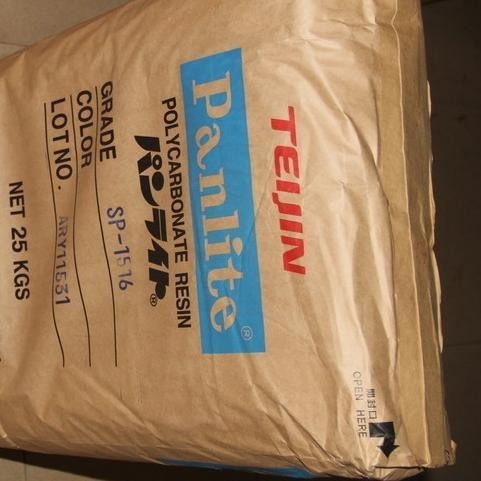 TEIJIN
Panlite®
POLYCARBONATE RESIN
パンライト®
GRADE SP-1516
COLOR
LOT NO. ARY11531
NET 25 KGS
開封口
OPEN HERE